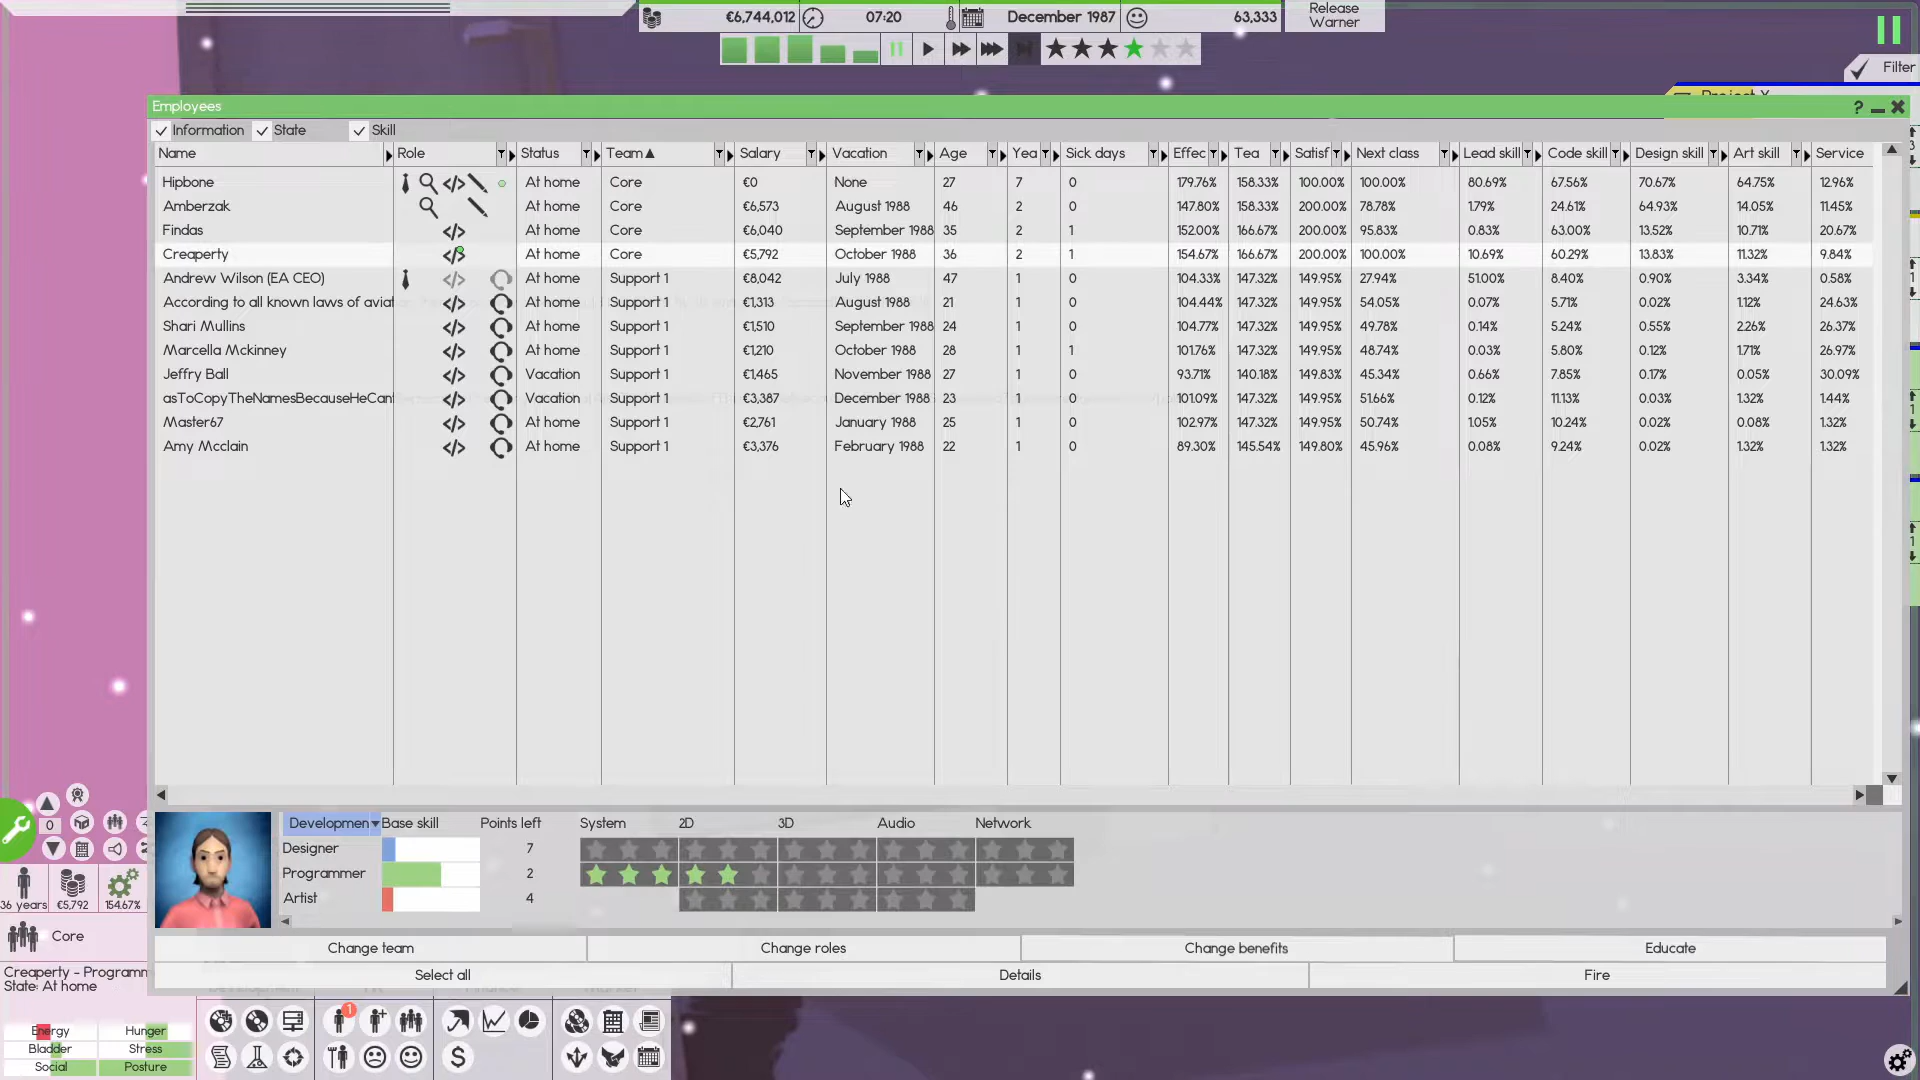 €6,744,012 07:20 December 1987 63,333 Release Warner
Filter
Employees ?
Information State Skill
Name Role Status Team Salary Vacation Age Yea Sick days Effec Tea Satisf Next class Lead skill Code skill Design skill Art skill Service
Hipbone At home Core €0 None 27 7 0 179.76% 158.33% 100.00% 100.00% 80.69% 67.56% 70.67% 64.75% 12.96%
Amberzak At home Core €6,573 August 1988 46 2 0 147.80% 158.33% 200.00% 78.78% 1.79% 24.61% 64.93% 14.05% 11.45%
Findas At home Core €6,040 September 1988 35 2 1 152.00% 166.67% 200.00% 95.83% 0.83% 63.00% 13.52% 10.71% 20.67%
Creaperty At home Core €5,792 October 1988 36 2 1 154.67% 166.67% 200.00% 100.00% 10.69% 60.29% 13.83% 11.32% 9.84%
Andrew Wilson (EA CEO) At home Support 1 €8,042 July 1988 47 1 0 104.33% 147.32% 149.95% 27.94% 51.00% 8.40% 0.90% 3.34% 0.58%
According to all known laws of aviat At home Support 1 €1,313 August 1988 21 1 0 104.44% 147.32% 149.95% 54.05% 0.07% 5.71% 0.02% 1.12% 24.63%
Shari Mullins At home Support 1 €1,510 September 1988 24 1 0 104.77% 147.32% 149.95% 49.78% 0.14% 5.24% 0.55% 2.26% 26.37%
Marcella Mckinney At home Support 1 €1,210 October 1988 28 1 1 101.76% 147.32% 149.95% 48.74% 0.03% 5.80% 0.12% 1.71% 26.97%
Jeffry Ball Vacation Support 1 €1,465 November 1988 27 1 0 93.71% 140.18% 149.83% 45.34% 0.66% 7.85% 0.17% 0.05% 30.09%
asToCopyTheNamesBecauseHeCant Vacation Support 1 €3,387 December 1988 23 1 0 101.09% 147.32% 149.95% 51.66% 0.12% 11.13% 0.03% 1.32% 1.44%
Master67 At home Support 1 €2,761 January 1988 25 1 0 102.97% 147.32% 149.95% 50.74% 1.05% 10.24% 0.02% 0.08% 1.32%
Amy Mcclain At home Support 1 €3,376 February 1988 22 1 0 89.30% 145.54% 149.80% 45.96% 0.08% 9.24% 0.02% 1.32% 1.32%
Developmen Base skill Points left System 2D 3D Audio Network
Designer 7
Programmer 2
Artist 4
0
36 years €5,792 154.67%
Core
Change team Change roles Change benefits Educate
Select all Details Fire
Creaperty - Programm
State: At home
1
Energy Hunger
Bladder Stress
Social Posture